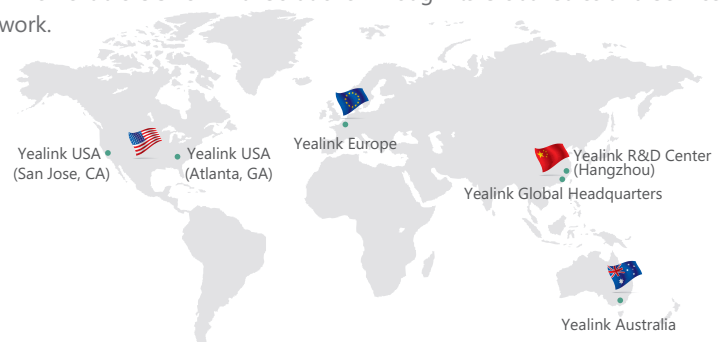 work.
Yealink USA
(San Jose, CA)
Yealink USA
(Atlanta, GA)
Yealink Europe
Yealink R&D Center
(Hangzhou)
Yealink Global Headquarters
Yealink Australia